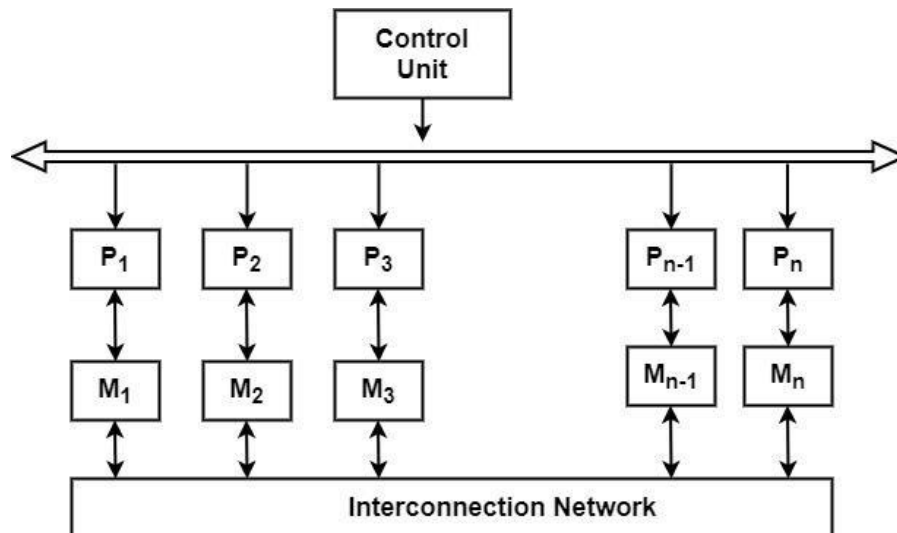 Control
Unit
P₁ P₂ P₃ Pₙ₋₁ Pₙ
M₁ M₂ M₃ Mₙ₋₁ Mₙ
Interconnection Network